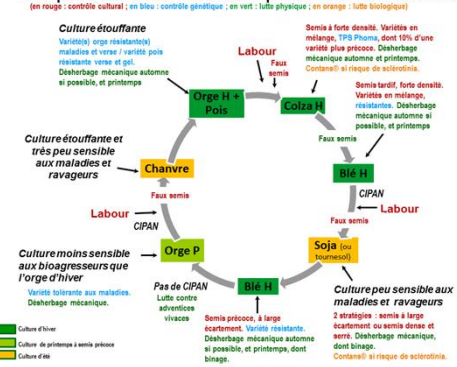 (en rouge : contrôle cultural ; en bleu : contrôle génétique ; en vert : lutte physique ; en orange : lutte biologique)
Culture étouffante
Variété(s) orge résistante(s)
maladies et verse / variété pois
résistante verse et gel.
Désherbage mécanique automne
si possible, et printemps
Labour
Faux
semis
Semis à forte densité. Variétés en
mélange, TPS Phoma, dont 10% d'une
variété plus précoce. Désherbage
mécanique automne et printemps.
Contans® si risque de sclérotinia.
Orge H +
Pois
Colza H
Semis tardif, forte densité.
Variétés en mélange,
résistantes. Désherbage
mécanique automne si
possible, et printemps
Faux semis
Culture étouffante et
très peu sensible
aux maladies et
ravageurs
Chanvre
Blé H
Faux semis
CIPAN
Labour
Labour
CIPAN
Faux semis
Orge P
Soja (ou
tournesol)
Culture moins sensible
aux bioagresseurs que
l'orge d'hiver
Variété tolérante aux maladies.
Désherbage mécanique.
Pas de CIPAN
Lutte contre
adventices
vivaces
Blé H
Culture peu sensible aux
maladies et ravageurs
2 stratégies : semis à large
écartement ou semis dense et
serré. Désherbage mécanique,
dont binage.
Contans® si risque de sclérotinia.
Semis précoce, à large
écartement. Variété résistante.
Désherbage mécanique automne
si possible, et printemps, dont
binage.
Culture d'hiver
Culture de printemps à semis précoce
Culture d'été